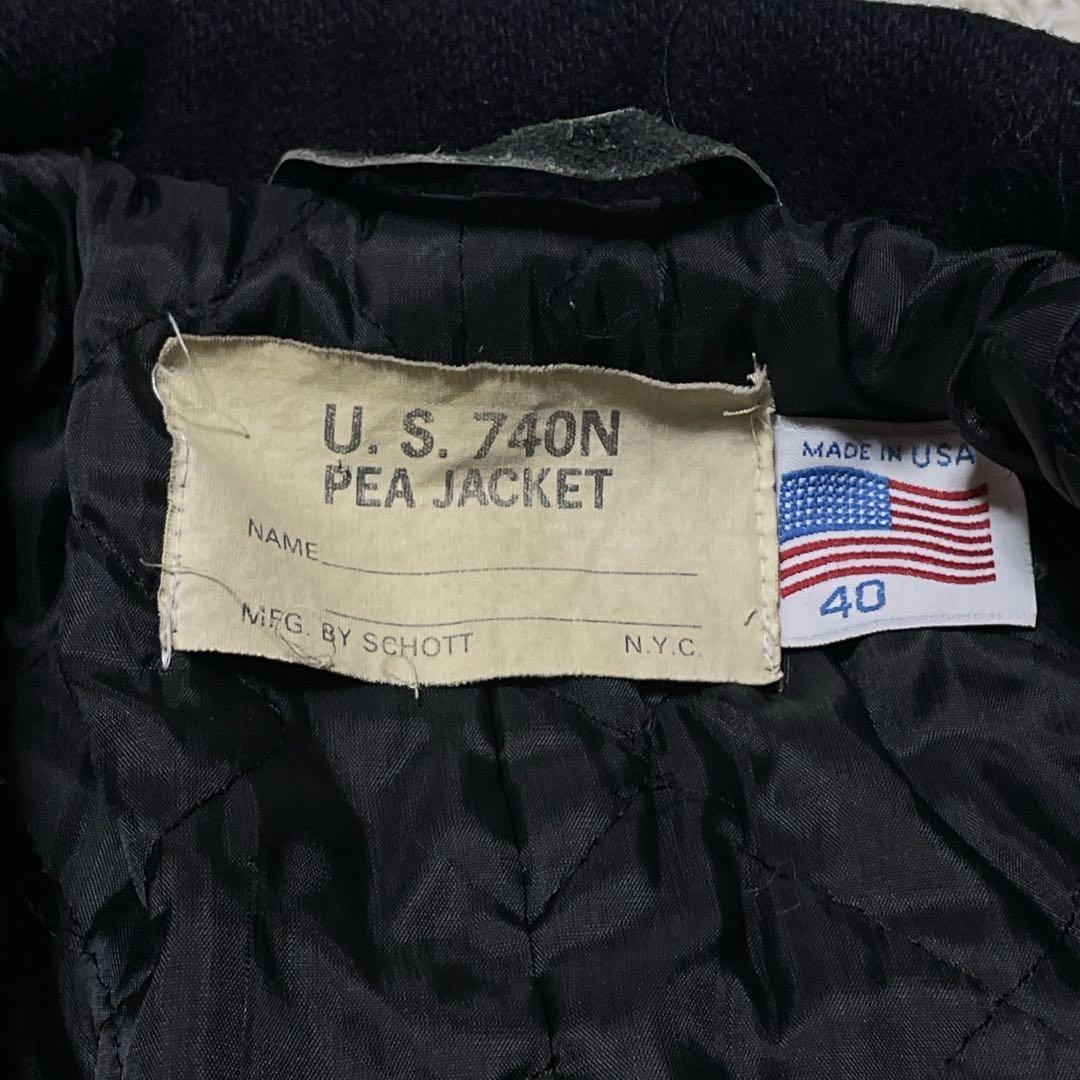 U. S. 740N
PEA JACKET
NAME
MFG. BY SCHOTT N.Y.C.
MADE IN USA
40